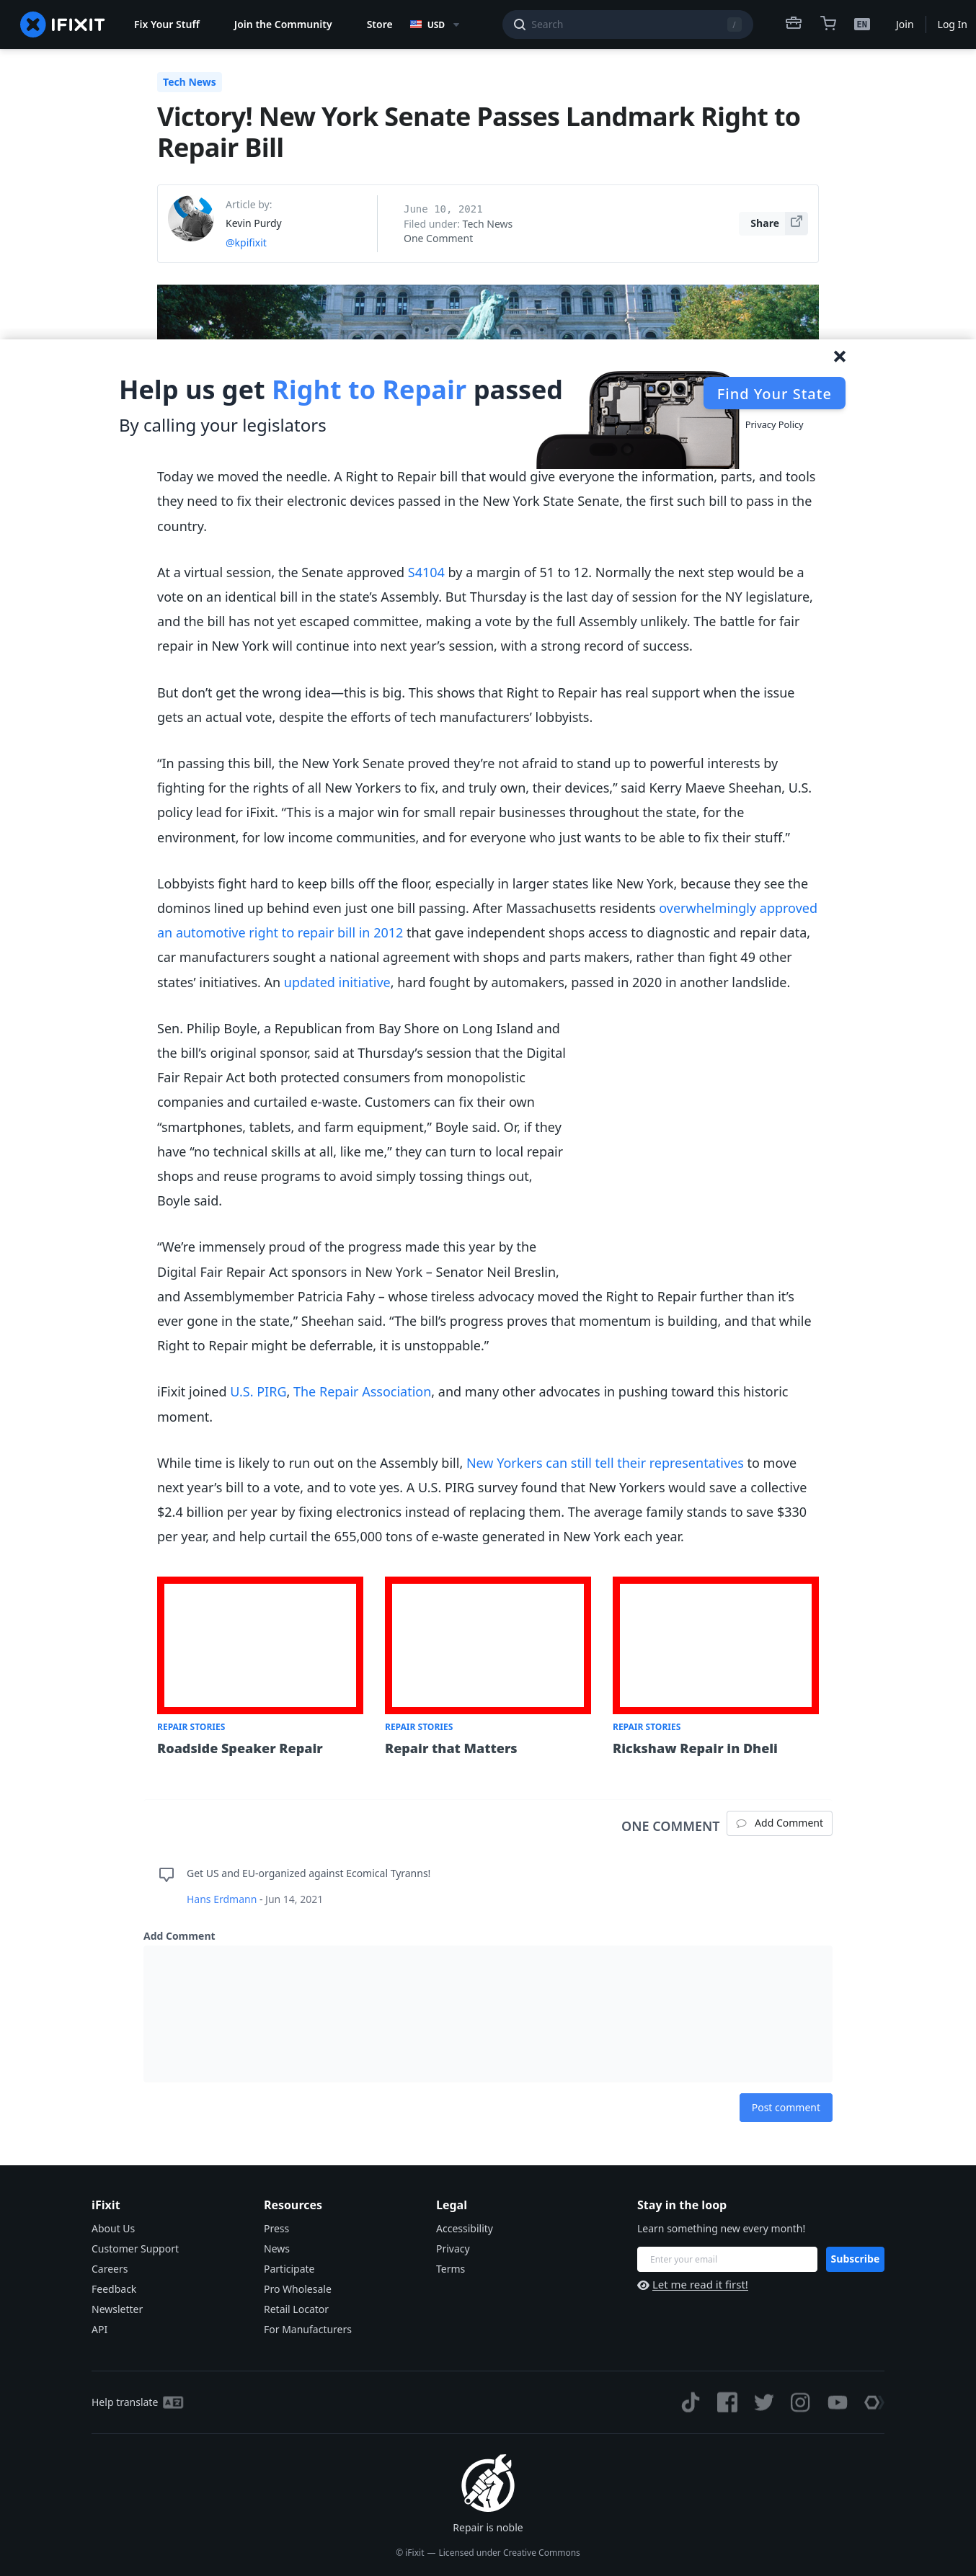 IFIXIT
Fix Your Stuff
Join the Community
Store
USD
Search
/
EN
Join
Log In
Tech News
Victory! New York Senate Passes Landmark Right to
Repair Bill
Article by:
Kevin Purdy
@kpifixit
June 10, 2021
Filed under: Tech News
One Comment
Share
Help us get Right to Repair passed
By calling your legislators
Find Your State
Privacy Policy
Today we moved the needle. A Right to Repair bill that would give everyone the information, parts, and tools
they need to fix their electronic devices passed in the New York State Senate, the first such bill to pass in the
country.
At a virtual session, the Senate approved S4104 by a margin of 51 to 12. Normally the next step would be a
vote on an identical bill in the state’s Assembly. But Thursday is the last day of session for the NY legislature,
and the bill has not yet escaped committee, making a vote by the full Assembly unlikely. The battle for fair
repair in New York will continue into next year’s session, with a strong record of success.
But don’t get the wrong idea—this is big. This shows that Right to Repair has real support when the issue
gets an actual vote, despite the efforts of tech manufacturers’ lobbyists.
“In passing this bill, the New York Senate proved they’re not afraid to stand up to powerful interests by
fighting for the rights of all New Yorkers to fix, and truly own, their devices,” said Kerry Maeve Sheehan, U.S.
policy lead for iFixit. “This is a major win for small repair businesses throughout the state, for the
environment, for low income communities, and for everyone who just wants to be able to fix their stuff.”
Lobbyists fight hard to keep bills off the floor, especially in larger states like New York, because they see the
dominos lined up behind even just one bill passing. After Massachusetts residents overwhelmingly approved
an automotive right to repair bill in 2012 that gave independent shops access to diagnostic and repair data,
car manufacturers sought a national agreement with shops and parts makers, rather than fight 49 other
states’ initiatives. An updated initiative, hard fought by automakers, passed in 2020 in another landslide.
Sen. Philip Boyle, a Republican from Bay Shore on Long Island and
the bill’s original sponsor, said at Thursday’s session that the Digital
Fair Repair Act both protected consumers from monopolistic
companies and curtailed e-waste. Customers can fix their own
“smartphones, tablets, and farm equipment,” Boyle said. Or, if they
have “no technical skills at all, like me,” they can turn to local repair
shops and reuse programs to avoid simply tossing things out,
Boyle said.
“We’re immensely proud of the progress made this year by the
Digital Fair Repair Act sponsors in New York – Senator Neil Breslin,
and Assemblymember Patricia Fahy – whose tireless advocacy moved the Right to Repair further than it’s
ever gone in the state,” Sheehan said. “The bill’s progress proves that momentum is building, and that while
Right to Repair might be deferrable, it is unstoppable.”
iFixit joined U.S. PIRG, The Repair Association, and many other advocates in pushing toward this historic
moment.
While time is likely to run out on the Assembly bill, New Yorkers can still tell their representatives to move
next year’s bill to a vote, and to vote yes. A U.S. PIRG survey found that New Yorkers would save a collective
$2.4 billion per year by fixing electronics instead of replacing them. The average family stands to save $330
per year, and help curtail the 655,000 tons of e-waste generated in New York each year.
REPAIR STORIES
Roadside Speaker Repair
REPAIR STORIES
Repair that Matters
REPAIR STORIES
Rickshaw Repair in Dheli
ONE COMMENT
Add Comment
Get US and EU-organized against Ecomical Tyranns!
Hans Erdmann - Jun 14, 2021
Add Comment
Post comment
iFixit
About Us
Customer Support
Careers
Feedback
Newsletter
API
Resources
Press
News
Participate
Pro Wholesale
Retail Locator
For Manufacturers
Legal
Accessibility
Privacy
Terms
Stay in the loop
Learn something new every month!
Enter your email
Subscribe
Let me read it first!
Help translate
Repair is noble
© iFixit — Licensed under Creative Commons